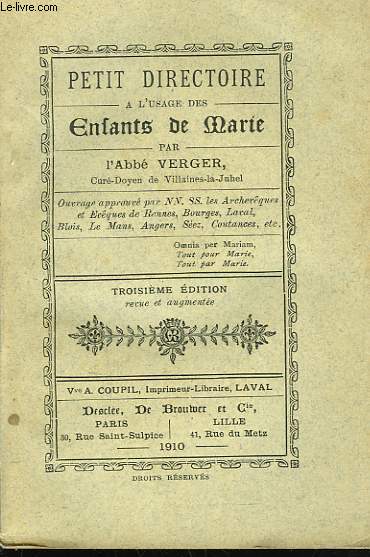 www.le-livre.com
PETIT DIRECTOIRE
A L'USAGE DES
Enfants de Marie
PAR
l'Abbé VERGER,
Curé-Doyen de Villaines-la-Juhel
Ouvrage approuvé par NN. SS. les Archevêques
et Evêques de Rennes, Bourges, Laval,
Blois, Le Mans, Angers, Séez, Coutances, etc.
Omnia per Mariam,
Tout pour Marie,
Tout par Marie.
TROISIÈME ÉDITION
revue et augmentée
Vve A. GOUPIL, Imprimeur-Libraire, LAVAL
Desclée, De Brouwer et Cie,
PARIS
30, Rue Saint-Sulpice
LILLE
41, Rue du Metz
1910
DROITS RÉSERVÉS